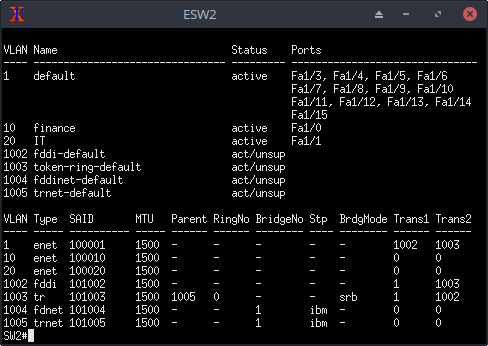 ESW2
VLAN Name                             Status    Ports
---- -------------------------------- --------- -------------------------------
1    default                          active    Fa1/3, Fa1/4, Fa1/5, Fa1/6
                                                Fa1/7, Fa1/8, Fa1/9, Fa1/10
                                                Fa1/11, Fa1/12, Fa1/13, Fa1/14
                                                Fa1/15
10   finance                          active    Fa1/0
20   IT                               active    Fa1/1
1002 fddi-default                     act/unsup
1003 token-ring-default               act/unsup
1004 fddinet-default                  act/unsup
1005 trnet-default                    act/unsup
VLAN Type  SAID       MTU   Parent RingNo BridgeNo Stp  BrdgMode Trans1 Trans2
---- ----- ---------- ----- ------ ------ -------- ---- -------- ------ ------
1    enet  100001     1500  -      -      -        -    -        1002   1003
10   enet  100010     1500  -      -      -        -    -        0      0
20   enet  100020     1500  -      -      -        -    -        0      0
1002 fddi  101002     1500  -      -      -        -    -        1      1003
1003 tr    101003     1500  1005   0      -        -    srb      1      1002
1004 fdnet 101004     1500  -      -      1        ibm  -        0      0
1005 trnet 101005     1500  -      -      1        ibm  -        0      0
SW2#